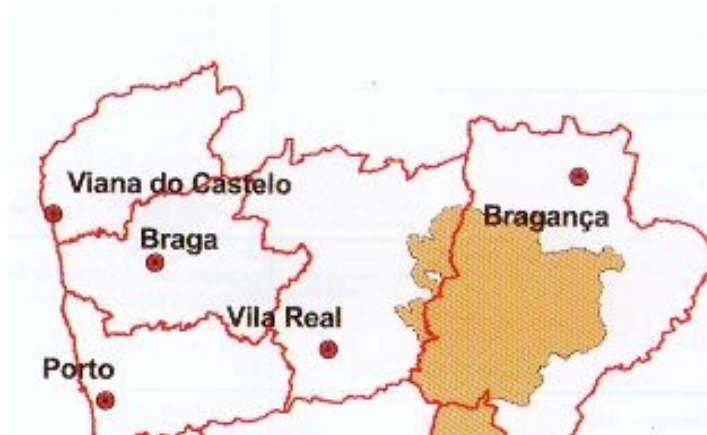 Viana do Castelo
Bragança
Braga
Vila Real
Porto